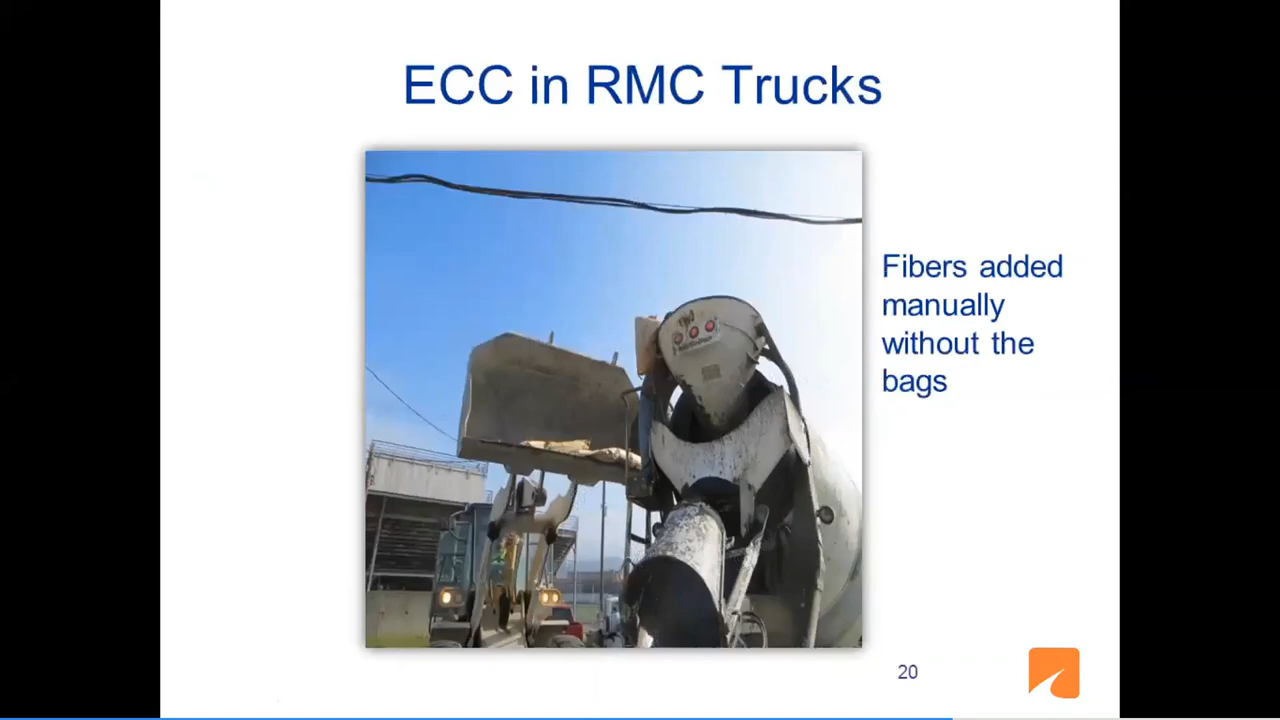 ECC in RMC Trucks
Fibers added
manually
without the
bags
20